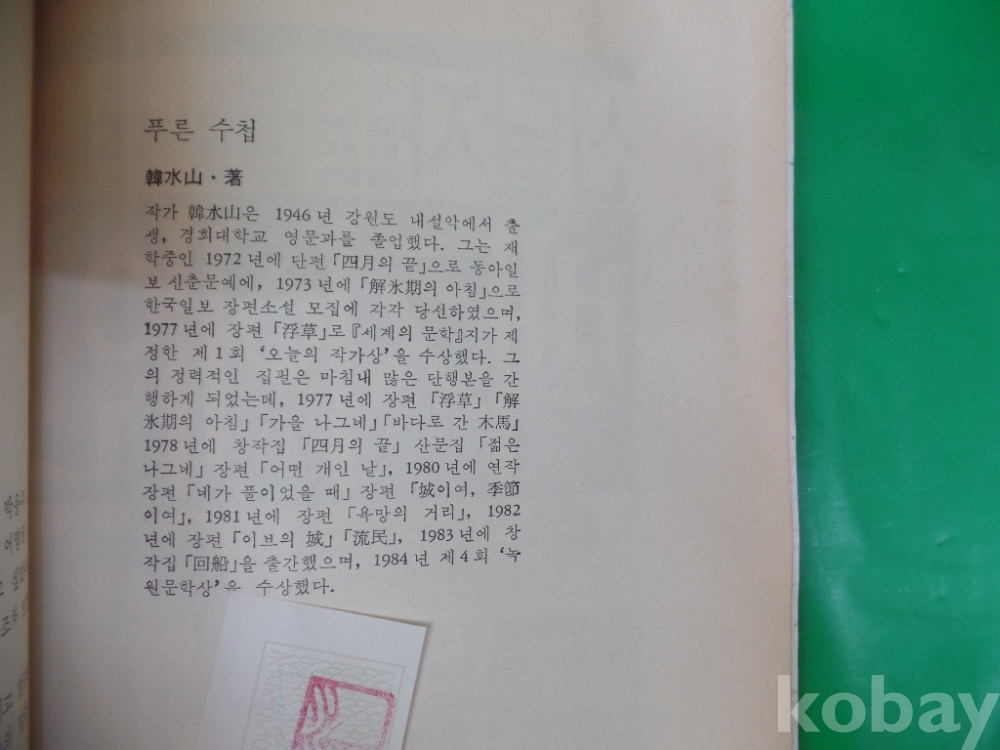 푸른 수첩
韓水山 · 著
작가 韓水山은 1946년 강원도 내설악에서 출
생, 경희대학교 영문과를 졸업했다. 그는 재
학중인 1972년에 단편 「四月의 끝」으로 동아일
보 신춘문예에, 1973년에 「解氷期의 아침」으로
한국일보 장편소설 모집에 각각 당선하였으며,
1977년에 장편 「浮草」로 『세계의 문학』지가 제
정한 제1회 ‘오늘의 작가상’을 수상했다. 그
의 정력적인 집필은 마침내 많은 단행본을 간
행하게 되었는데, 1977년에 장편 「浮草」 「解
氷期의 아침」 「가을 나그네」 「바다로 간 木馬」
1978년에 창작집 「四月의 끝」 산문집 「젊은
나그네」 장편 「어떤 개인 날」, 1980년에 연작
장편 「네가 풀이었을 때」 장편 「城이여, 季節
이여」, 1981년에 장편 「욕망의 거리」, 1982
년에 장편 「이브의 城」 「流民」, 1983년에 창
작집 「回船」을 출간했으며, 1984년 제4회 ‘녹
원문학상’을 수상했다.
kobay